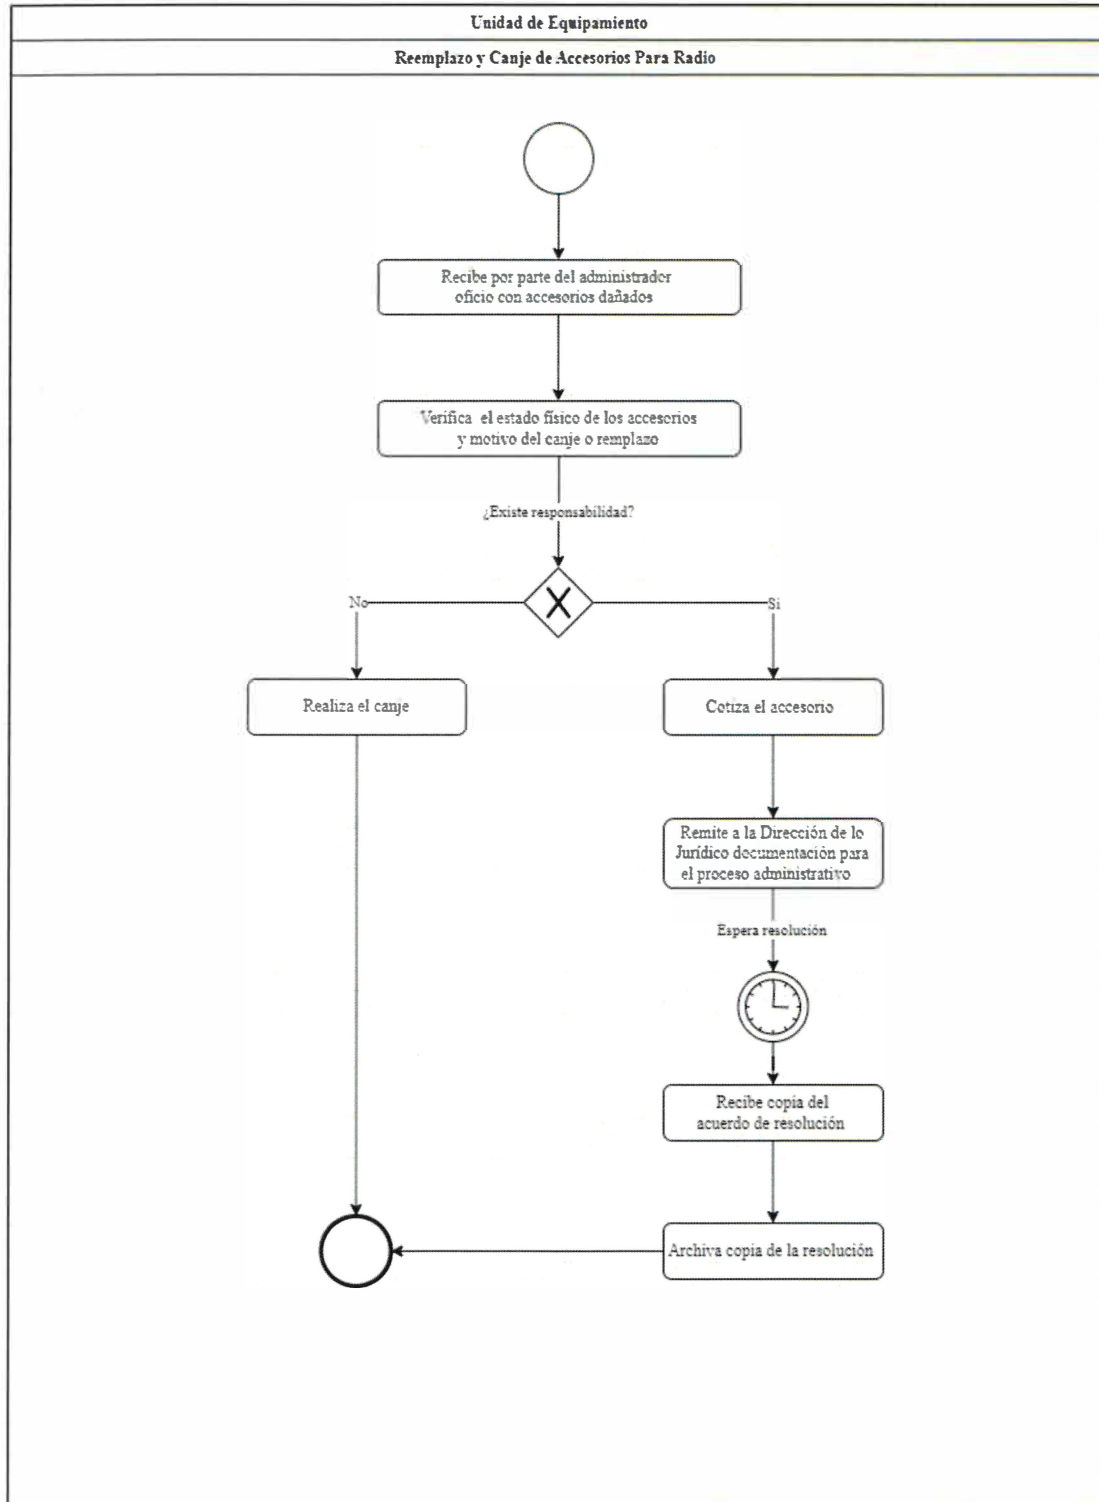 Unidad de Equipamiento
Reemplazo y Canje de Accesorios Para Radio
Recibe por parte del administrador
oficio con accesorios dañados
Verifica el estado físico de los accesorios
y motivo del canje o remplazo
¿Existe responsabilidad?
No
Si
Realiza el canje
Cotiza el accesorio
Remite a la Dirección de lo
Jurídico documentación para
el proceso administrativo
Espera resolución
Recibe copia del
acuerdo de resolución
Archiva copia de la resolución